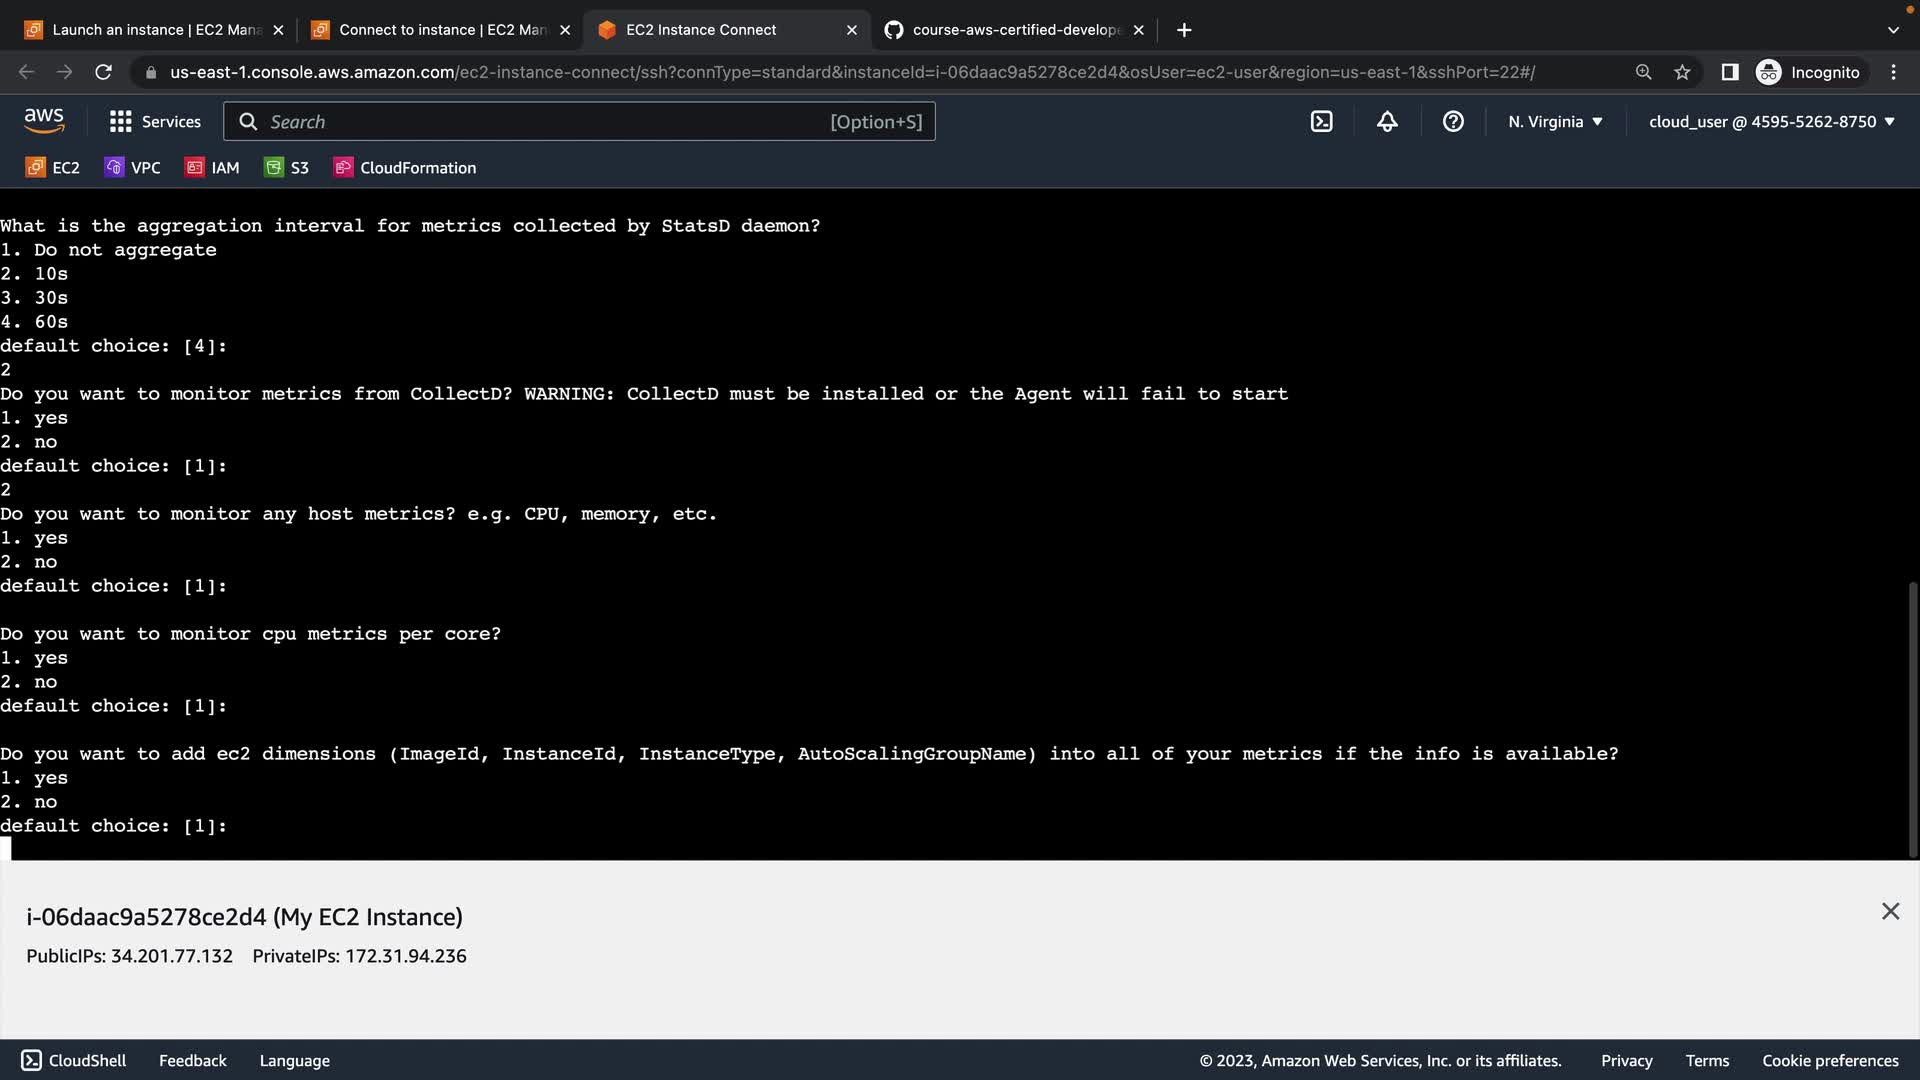 Launch an instance | EC2 Mana
Connect to instance | EC2 Man
EC2 Instance Connect
course-aws-certified-develope
us-east-1.console.aws.amazon.com/ec2-instance-connect/ssh?connType=standard&instanceId=i-06daac9a5278ce2d4&osUser=ec2-user&region=us-east-1&sshPort=22#/
Incognito
aws
Services
Search
[Option+S]
N. Virginia
cloud_user @ 4595-5262-8750
EC2
VPC
IAM
S3
CloudFormation
What is the aggregation interval for metrics collected by StatsD daemon?
1. Do not aggregate
2. 10s
3. 30s
4. 60s
default choice: [4]:
2
Do you want to monitor metrics from CollectD? WARNING: CollectD must be installed or the Agent will fail to start
1. yes
2. no
default choice: [1]:
2
Do you want to monitor any host metrics? e.g. CPU, memory, etc.
1. yes
2. no
default choice: [1]:
Do you want to monitor cpu metrics per core?
1. yes
2. no
default choice: [1]:
Do you want to add ec2 dimensions (ImageId, InstanceId, InstanceType, AutoScalingGroupName) into all of your metrics if the info is available?
1. yes
2. no
default choice: [1]:
i-06daac9a5278ce2d4 (My EC2 Instance)
PublicIPs: 34.201.77.132 PrivateIPs: 172.31.94.236
CloudShell
Feedback
Language
© 2023, Amazon Web Services, Inc. or its affiliates.
Privacy
Terms
Cookie preferences